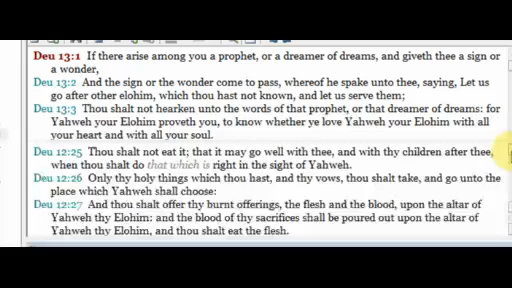 Deu 13:1 If there arise among you a prophet, or a dreamer of dreams, and giveth thee a sign or
a wonder,
Deu 13:2 And the sign or the wonder come to pass, whereof he spake unto thee, saying, Let us
go after other elohim, which thou hast not known, and let us serve them;
Deu 13:3 Thou shalt not hearken unto the words of that prophet, or that dreamer of dreams: for
Yahweh your Elohim proveth you, to know whether ye love Yahweh your Elohim with all
your heart and with all your soul.
Deu 12:25 Thou shalt not eat it; that it may go well with thee, and with thy children after thee,
when thou shalt do that which is right in the sight of Yahweh.
Deu 12:26 Only thy holy things which thou hast, and thy vows, thou shalt take, and go unto the
place which Yahweh shall choose:
Deu 12:27 And thou shalt offer thy burnt offerings, the flesh and the blood, upon the altar of
Yahweh thy Elohim: and the blood of thy sacrifices shall be poured out upon the altar of
Yahweh thy Elohim, and thou shalt eat the flesh.